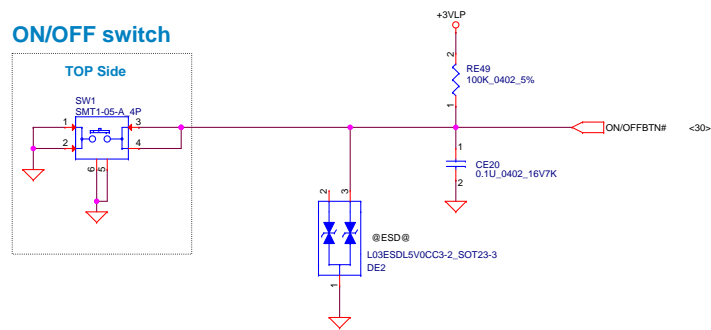 ON/OFF switch
TOP Side
SW1
SMT1-05-A_4P
1
2
3
4
6
5
+3VLP
2
RE49
100K_0402_5%
1
ON/OFFBTN# <30>
1
CE20
0.1U_0402_16V7K
2
2
3
@ESD@
L03ESDL5V0CC3-2_SOT23-3
DE2
1